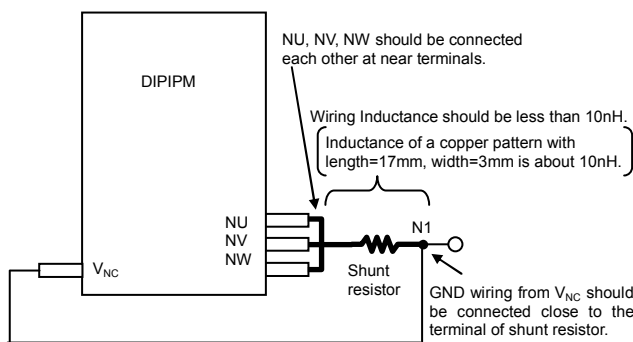 NU, NV, NW should be connected
each other at near terminals.
DIPIPM
Wiring Inductance should be less than 10nH.
Inductance of a copper pattern with
length=17mm, width=3mm is about 10nH.
NU
NV
NW
N1
VNC
Shunt
resistor
GND wiring from VNC should
be connected close to the
terminal of shunt resistor.